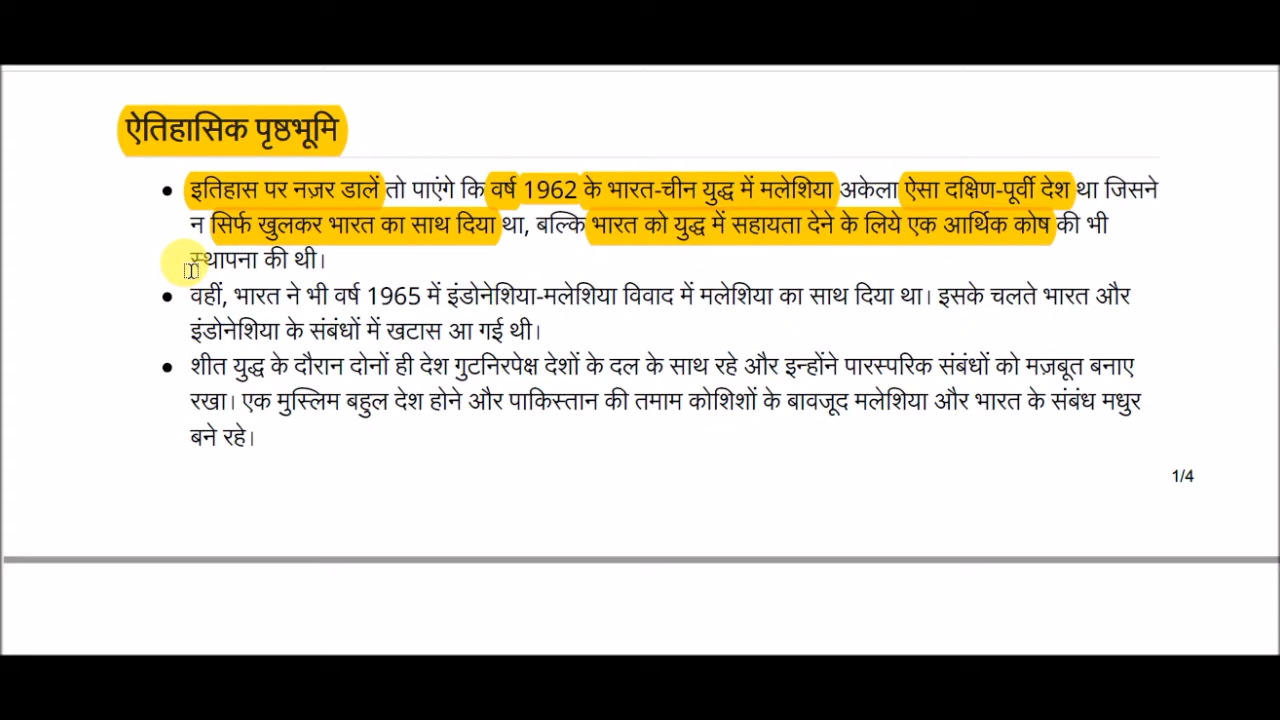 ऐतिहासिक पृष्ठभूमि
इतिहास पर नज़र डालें तो पाएंगे कि वर्ष 1962 के भारत-चीन युद्ध में मलेशिया अकेला ऐसा दक्षिण-पूर्वी देश था जिसने
न सिर्फ खुलकर भारत का साथ दिया था, बल्कि भारत को युद्ध में सहायता देने के लिये एक आर्थिक कोष की भी
स्थापना की थी।
वहीं, भारत ने भी वर्ष 1965 में इंडोनेशिया-मलेशिया विवाद में मलेशिया का साथ दिया था। इसके चलते भारत और
इंडोनेशिया के संबंधों में खटास आ गई थी।
शीत युद्ध के दौरान दोनों ही देश गुटनिरपेक्ष देशों के दल के साथ रहे और इन्होंने पारस्परिक संबंधों को मज़बूत बनाए
रखा। एक मुस्लिम बहुल देश होने और पाकिस्तान की तमाम कोशिशों के बावजूद मलेशिया और भारत के संबंध मधुर
बने रहे।
1/4